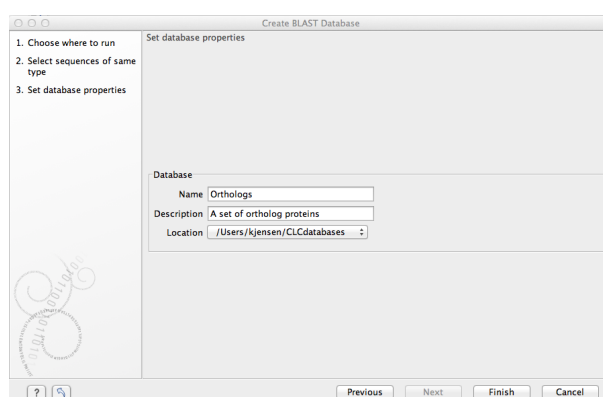 Create BLAST Database
1. Choose where to run
2. Select sequences of same
type
3. Set database properties
Set database properties
Database
Name Orthologs
Description A set of ortholog proteins
Location /Users/kjensen/CLCdatabases
?
Previous
Next
Finish
Cancel